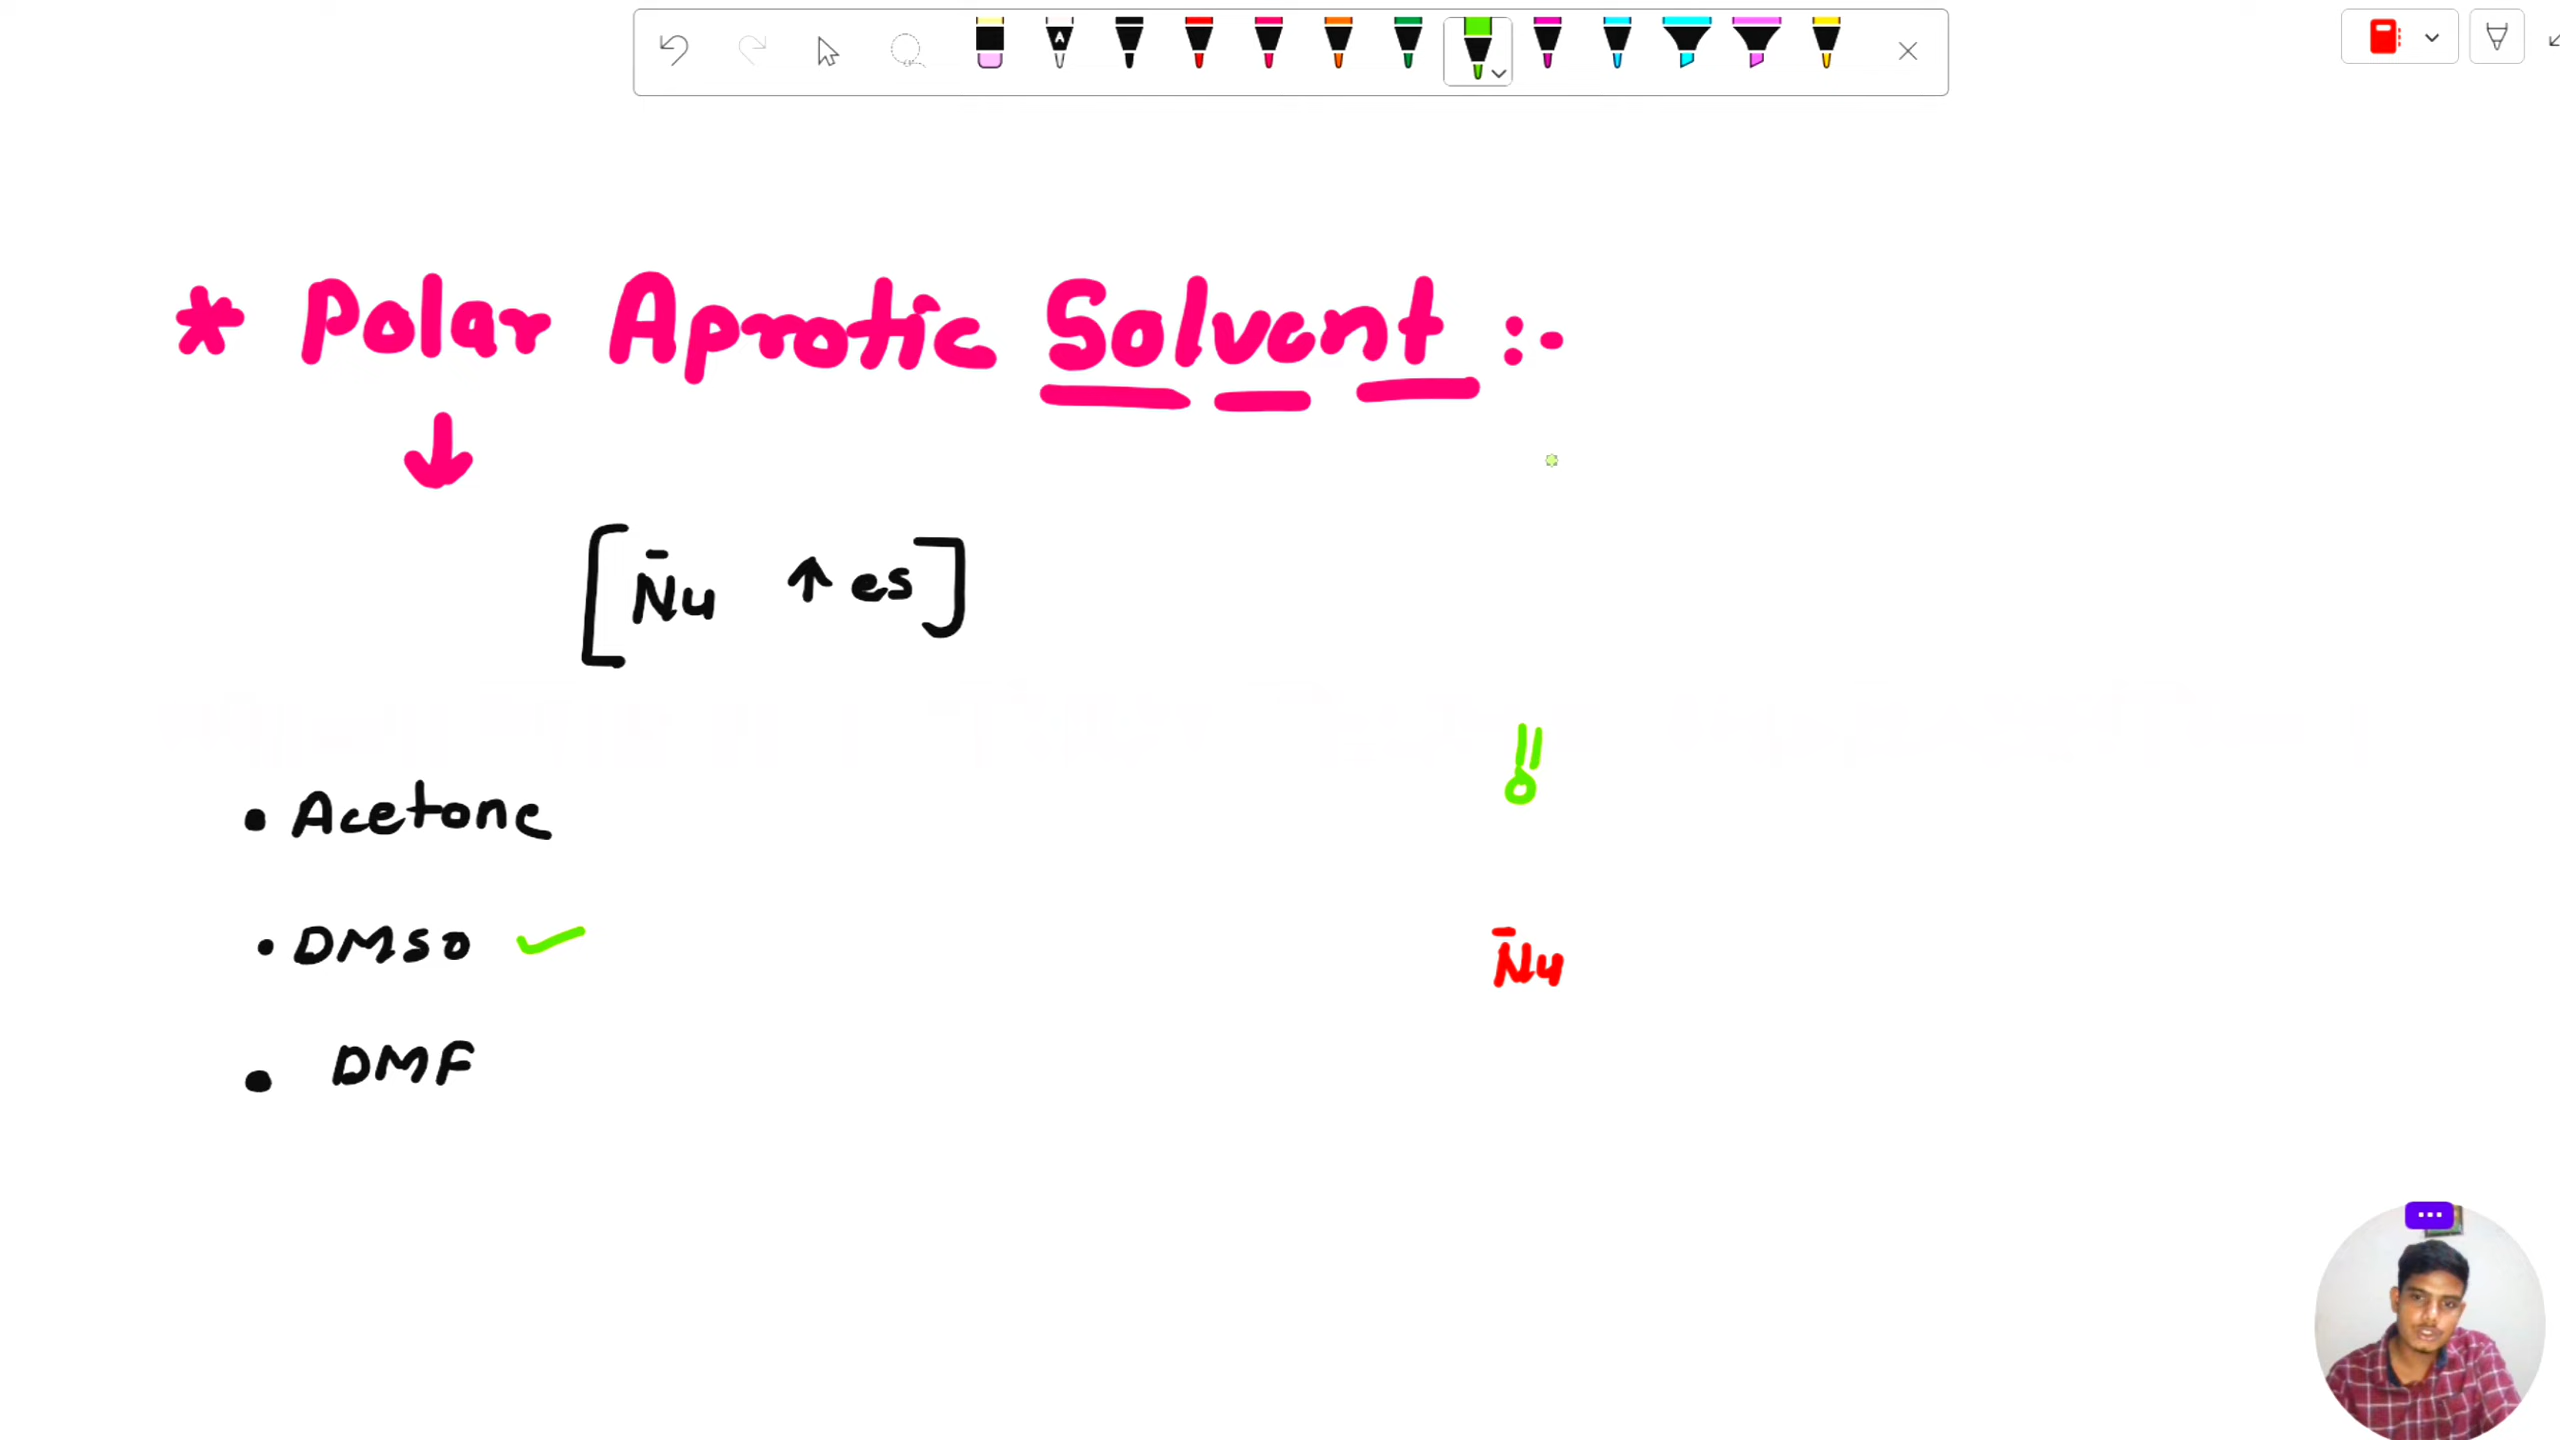 * Polar Aprotic Solvent :-
↓
[N̄u ↑es]
• Acetone
• DMSO ✓
• DMF
||
O
N̄u